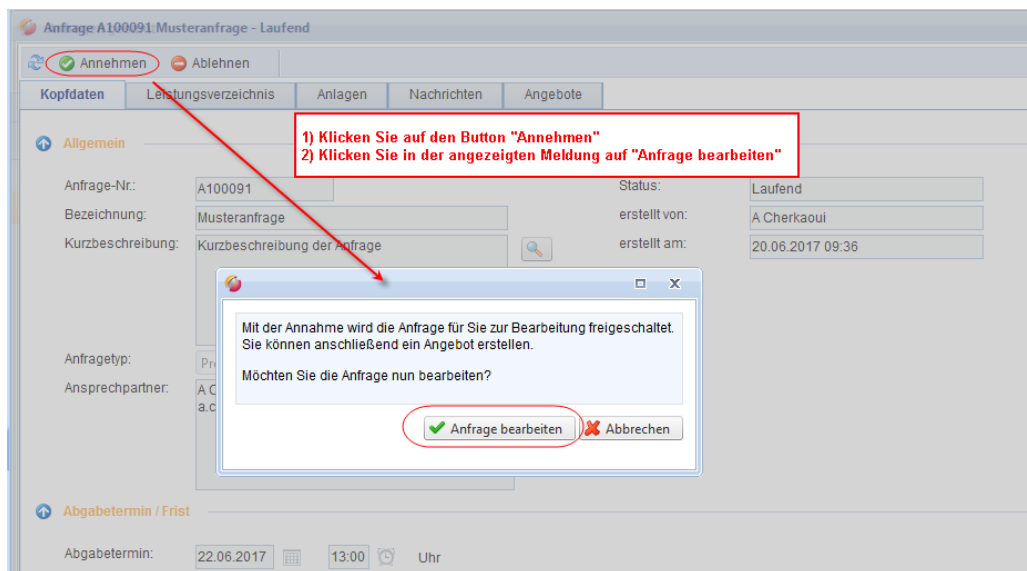 Anfrage A100091 Musteranfrage - Laufend
Annehmen Ablehnen
Kopfdaten Leistungsverzeichnis Anlagen Nachrichten Angebote
1) Klicken Sie auf den Button "Annehmen"
2) Klicken Sie in der angezeigten Meldung auf "Anfrage bearbeiten"
Allgemein
Anfrage-Nr.: A100091 Status: Laufend
Bezeichnung: Musteranfrage erstellt von: A Cherkaoui
Kurzbeschreibung: Kurzbeschreibung der Anfrage erstellt am: 20.06.2017 09:36
Mit der Annahme wird die Anfrage für Sie zur Bearbeitung freigeschaltet.
Sie können anschließend ein Angebot erstellen.
Möchten Sie die Anfrage nun bearbeiten?
Anfrage bearbeiten Abbrechen
Anfragetyp:
Ansprechpartner:
Abgabetermin / Frist
Abgabetermin: 22.06.2017 13:00 Uhr